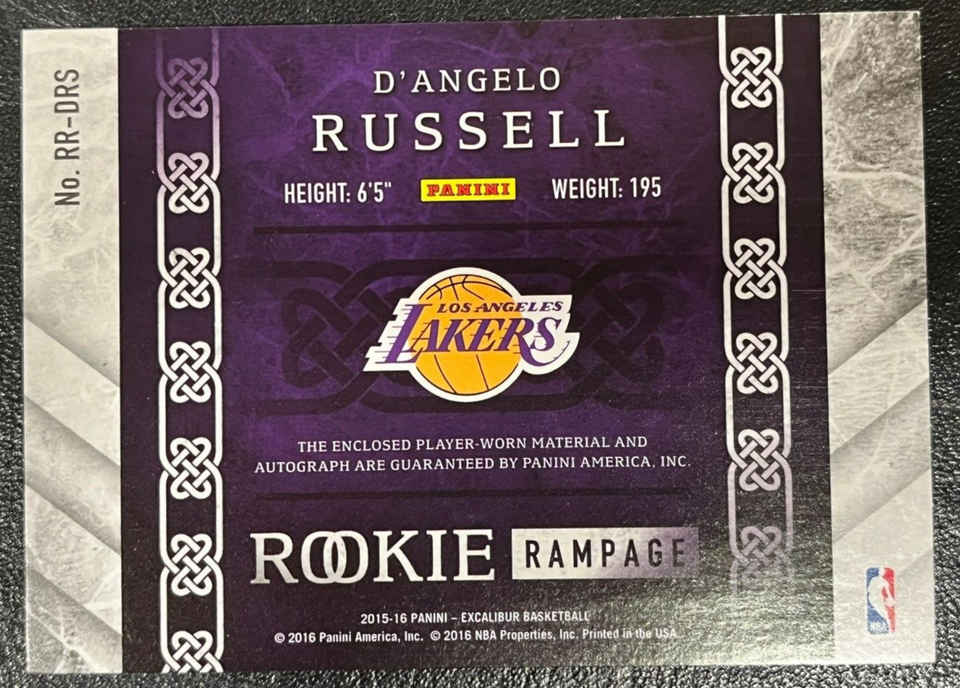 No. RR-DRS
D'ANGELO
RUSSELL
HEIGHT: 6'5" PANINI WEIGHT: 195
LOS ANGELES
LAKERS
THE ENCLOSED PLAYER-WORN MATERIAL AND
AUTOGRAPH ARE GUARANTEED BY PANINI AMERICA, INC.
ROOKIE RAMPAGE
2015-16 PANINI – EXCALIBUR BASKETBALL
© 2016 Panini America, Inc. © 2016 NBA Properties, Inc. Printed in the USA.
NBA